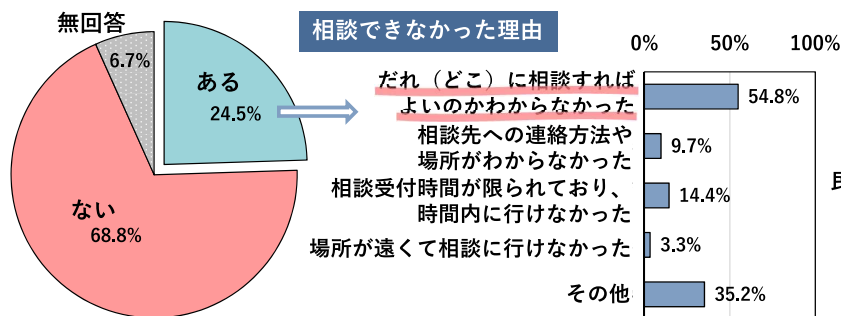 無回答
6.7%
ある
24.5%
ない
68.8%
相談できなかった理由
0%
50%
100%
だれ（どこ）に相談すれば
よいのかわからなかった
54.8%
相談先への連絡方法や
場所がわからなかった
9.7%
相談受付時間が限られており、
時間内に行けなかった
14.4%
場所が遠くて相談に行けなかった
3.3%
その他
35.2%